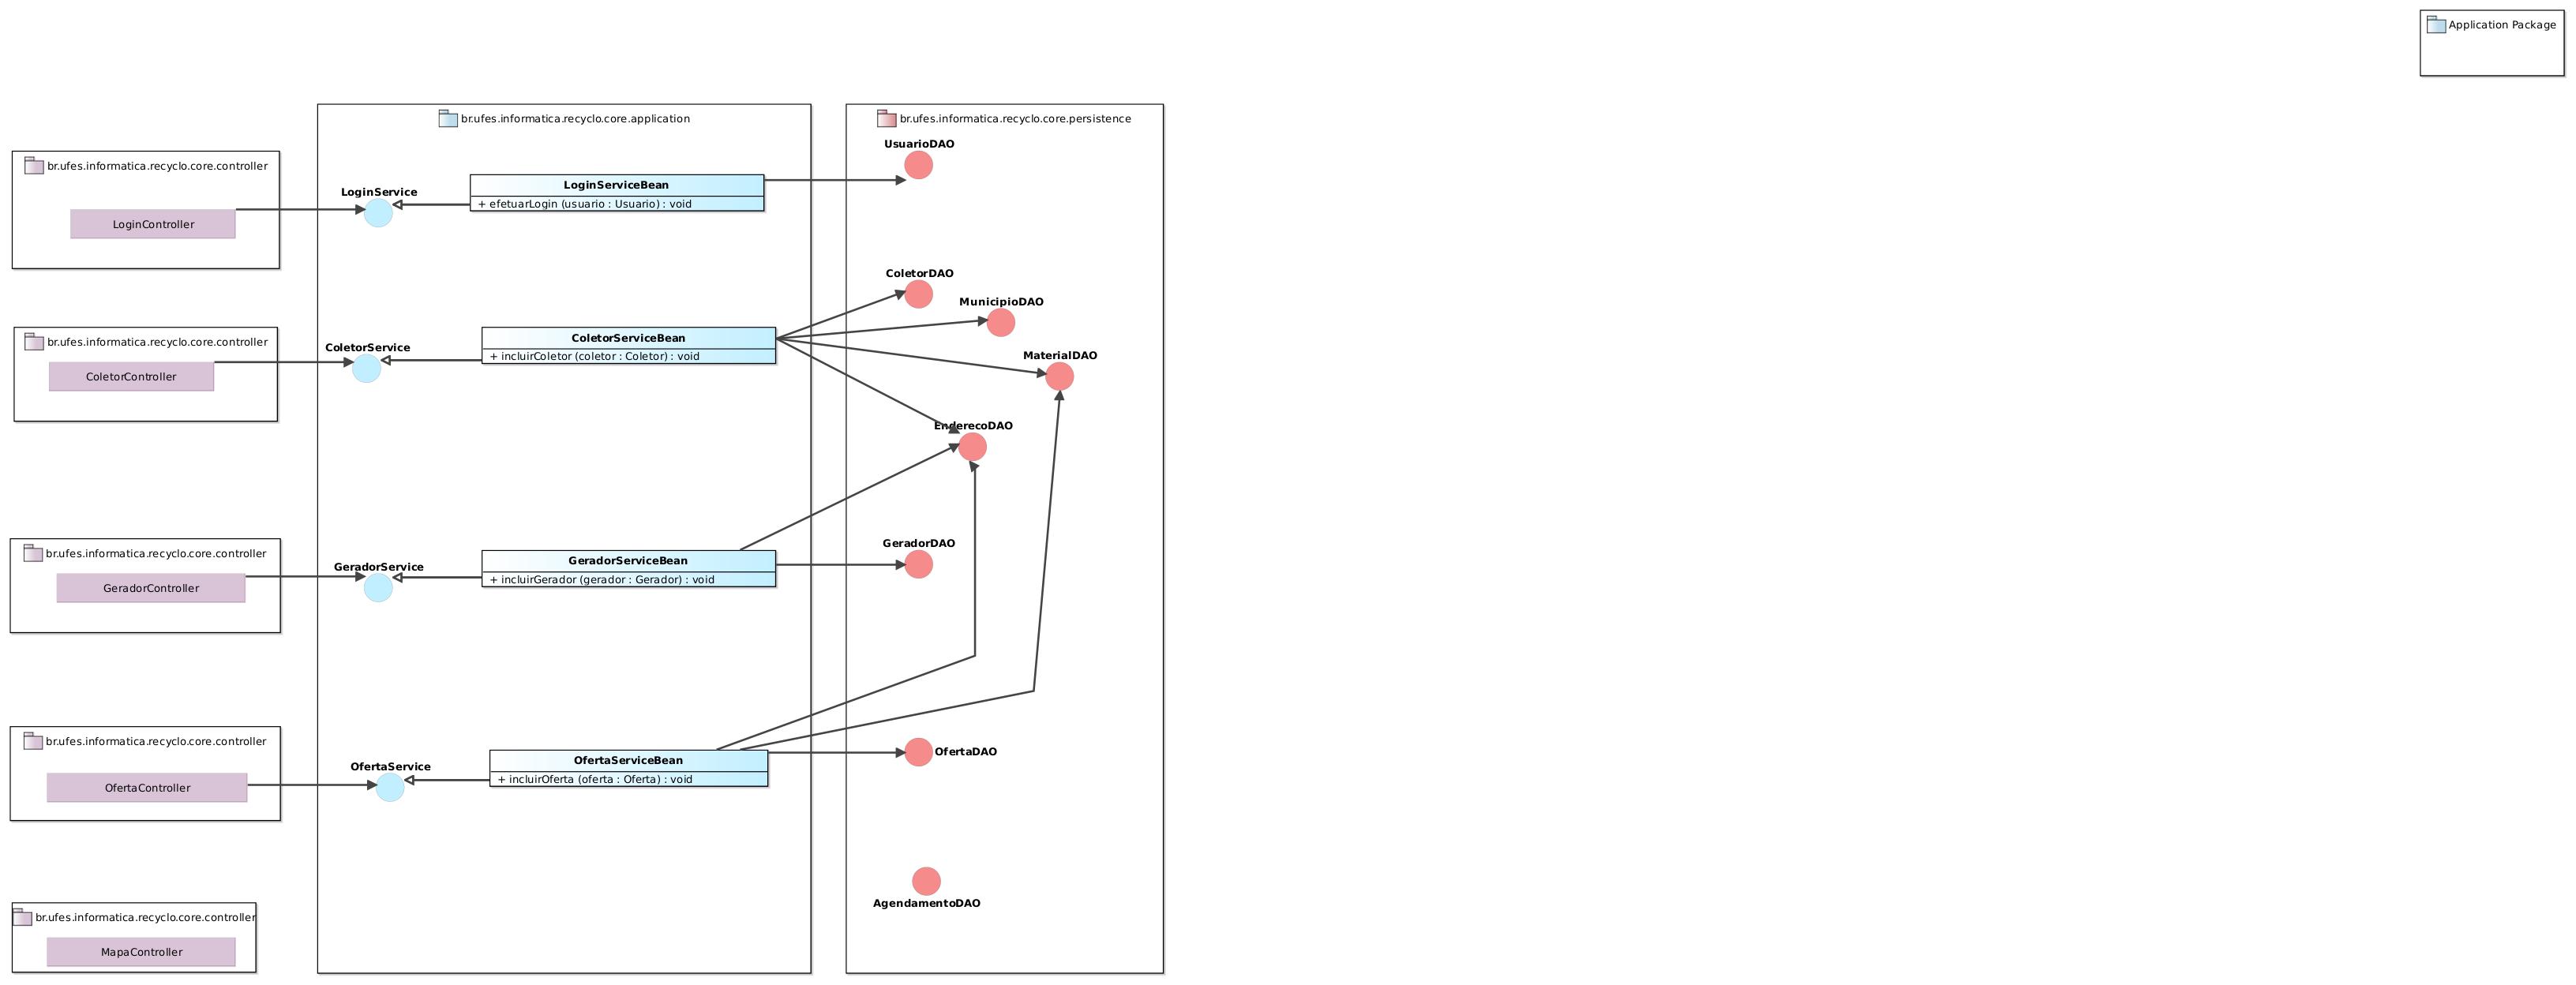 Application Package
br.ufes.informatica.recyclo.core.application
br.ufes.informatica.recyclo.core.persistence
UsuarioDAO
br.ufes.informatica.recyclo.core.controller
LoginController
LoginService
LoginServiceBean
+ efetuarLogin (usuario : Usuario) : void
ColetorDAO
MunicipioDAO
br.ufes.informatica.recyclo.core.controller
ColetorController
ColetorService
ColetorServiceBean
+ incluirColetor (coletor : Coletor) : void
MaterialDAO
EnderecoDAO
br.ufes.informatica.recyclo.core.controller
GeradorController
GeradorService
GeradorServiceBean
+ incluirGerador (gerador : Gerador) : void
GeradorDAO
br.ufes.informatica.recyclo.core.controller
OfertaController
OfertaService
OfertaServiceBean
+ incluirOferta (oferta : Oferta) : void
OfertaDAO
AgendamentoDAO
br.ufes.informatica.recyclo.core.controller
MapaController